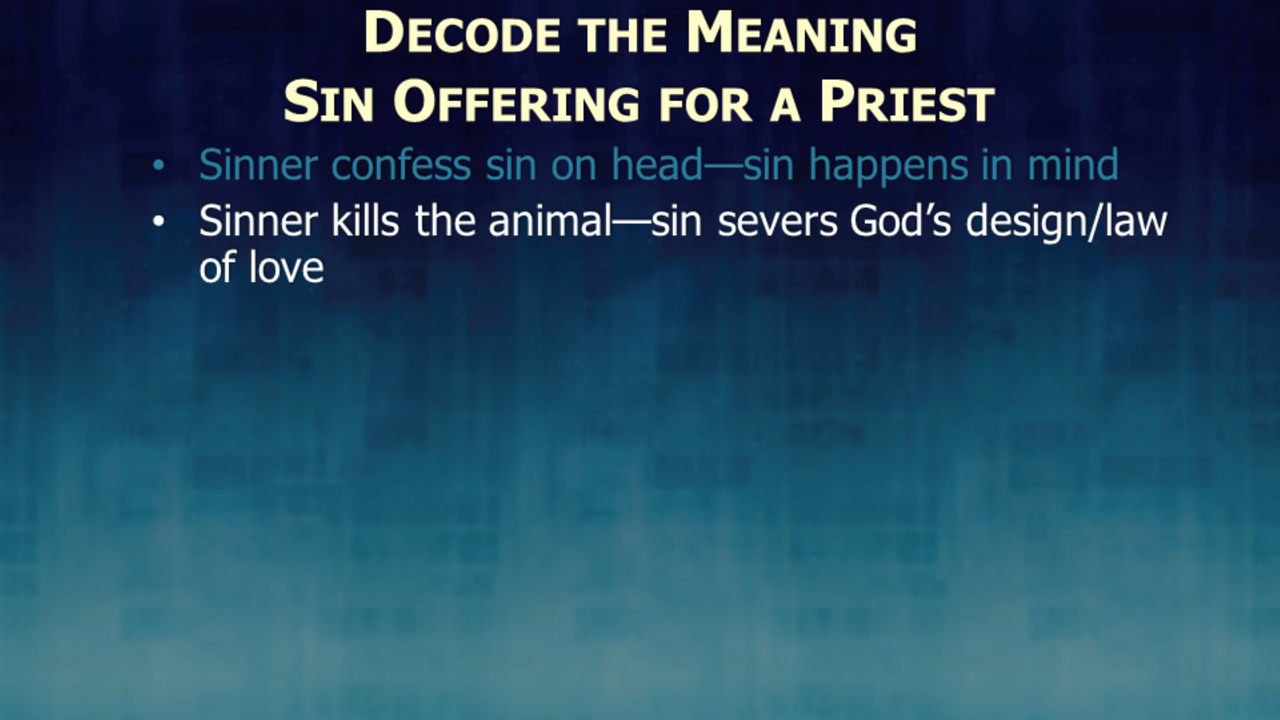 DECODE THE MEANING
SIN OFFERING FOR A PRIEST
• Sinner confess sin on head—sin happens in mind
• Sinner kills the animal—sin severs God’s design/law
of love